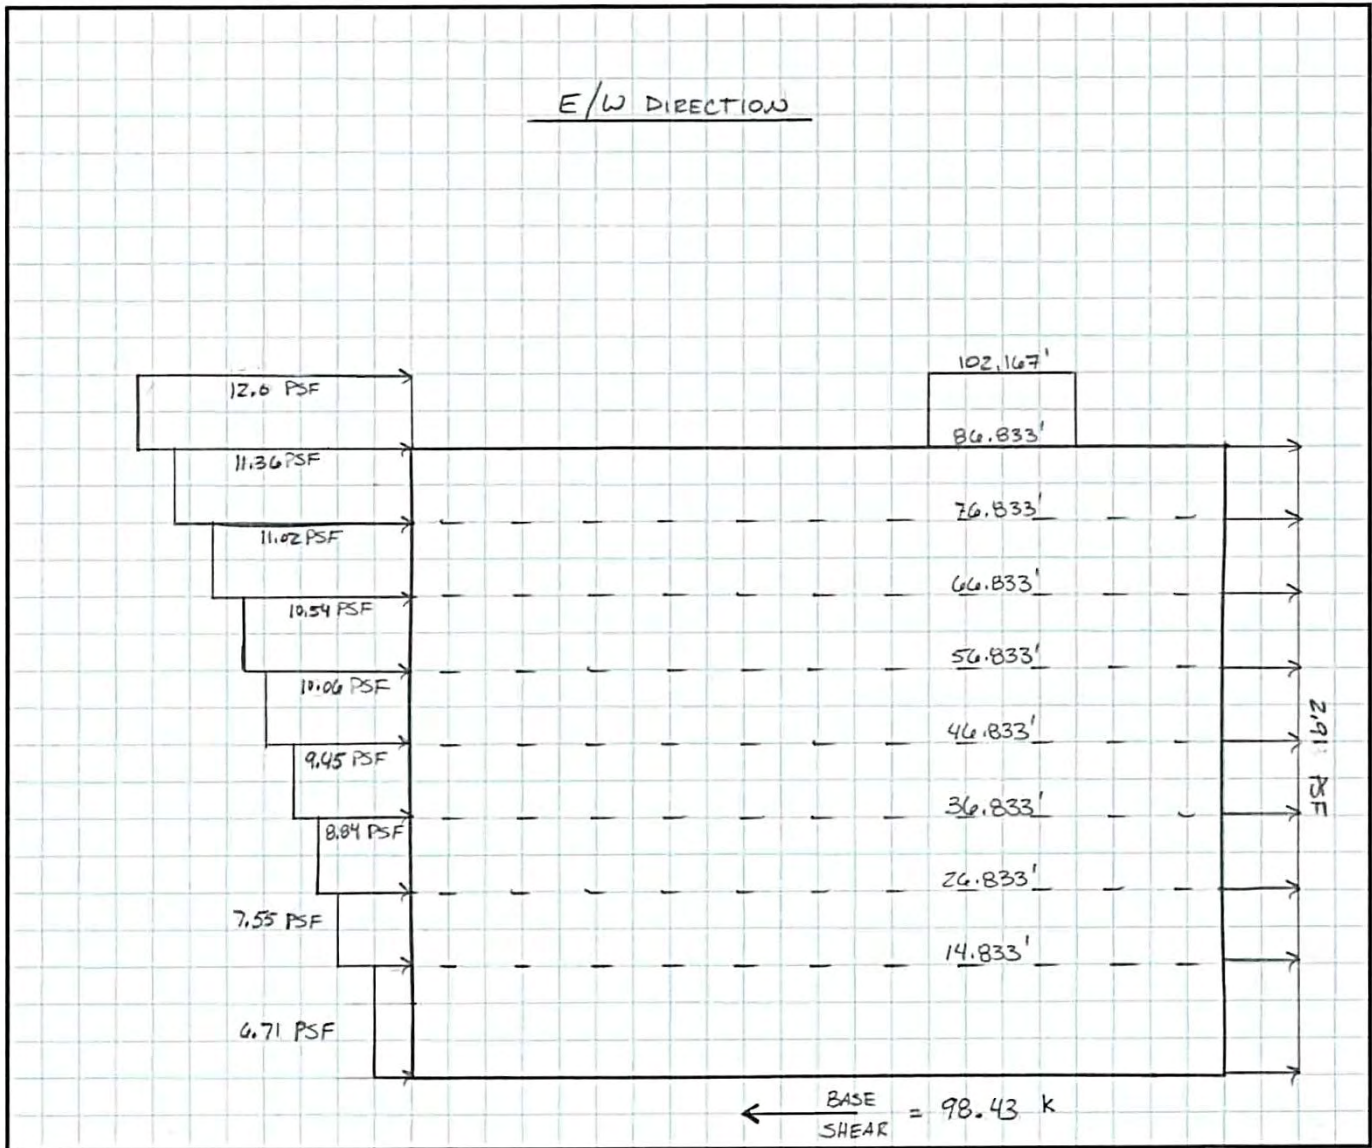 E/W DIRECTION
102.167'
PSF
86.833'
11.36 PSF
76.833'
11.02 PSF
66.833'
10.54 PSF
56.833'
10.06 PSF
46.833'
9.45 PSF
36.833'
8.84 PSF
26.833'
7.55 PSF
14.833'
6.71 PSF
2.91 PSF
BASE
SHEAR = 98.43 k